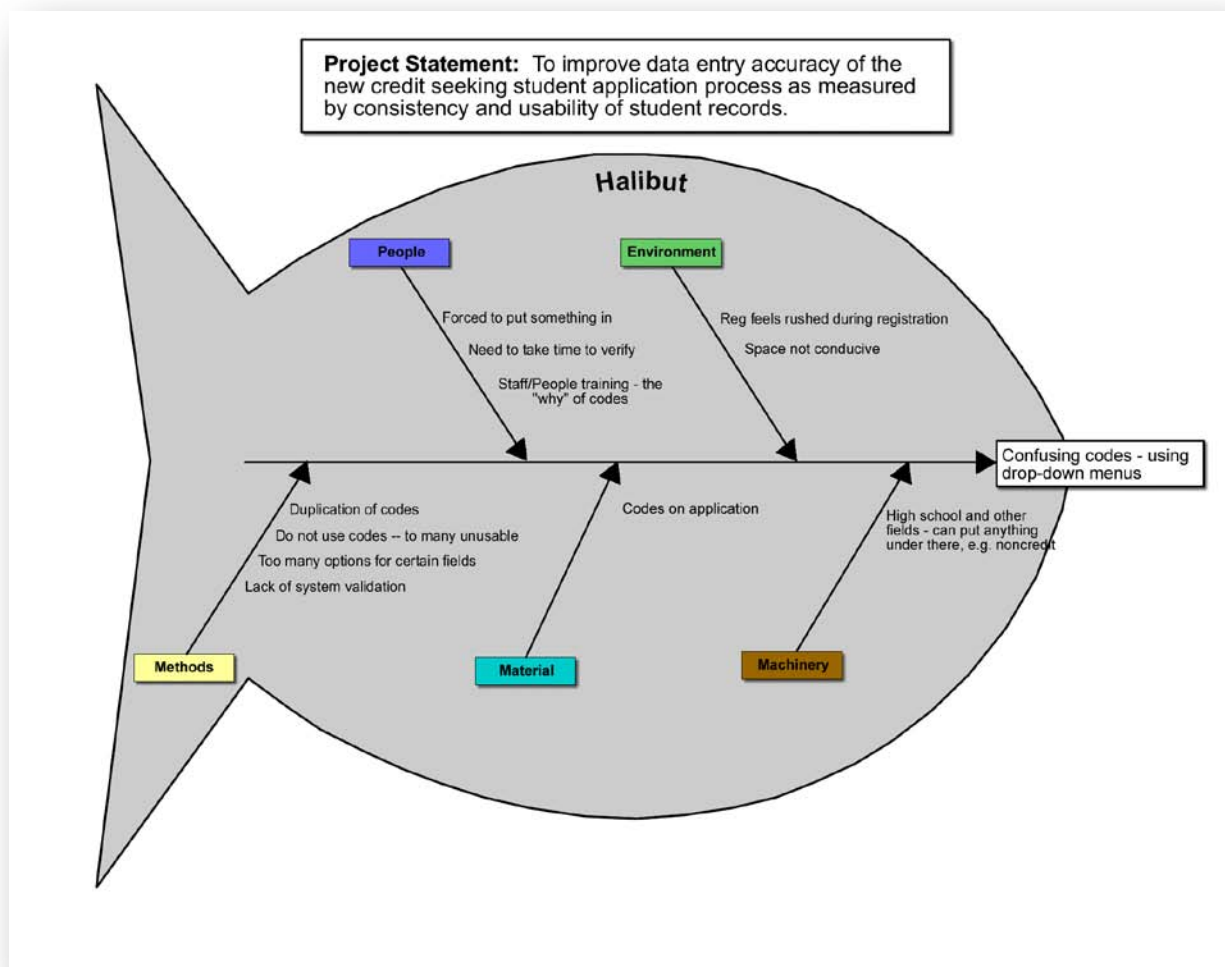 Project Statement: To improve data entry accuracy of the
new credit seeking student application process as measured
by consistency and usability of student records.
Halibut
People
Environment
Forced to put something in
Need to take time to verify
Staff/People training - the
"why" of codes
Reg feels rushed during registration
Space not conducive
Confusing codes - using
drop-down menus
Duplication of codes
Do not use codes -- to many unusable
Too many options for certain fields
Lack of system validation
Codes on application
High school and other
fields - can put anything
under there, e.g. noncredit
Methods
Material
Machinery